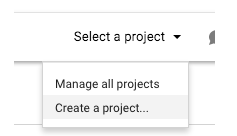 Select a project
Manage all projects
Create a project...